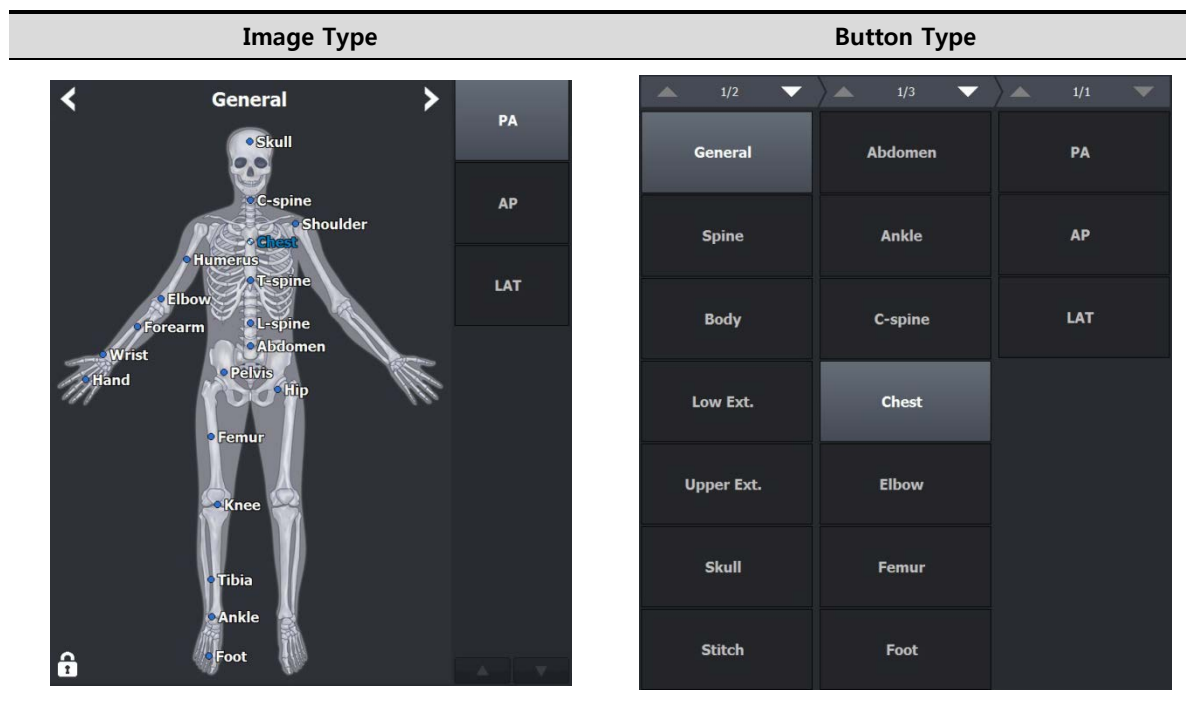 Image Type
Button Type
General
Skull
C-spine
Shoulder
Chest
Humerus
T-spine
Elbow
L-spine
Forearm
Abdomen
Wrist
Pelvis
Hand
Hip
Femur
Knee
Tibia
Ankle
Foot
PA
AP
LAT
1/2
1/3
1/1
General
Abdomen
PA
Spine
Ankle
AP
Body
C-spine
LAT
Low Ext.
Chest
Upper Ext.
Elbow
Skull
Femur
Stitch
Foot